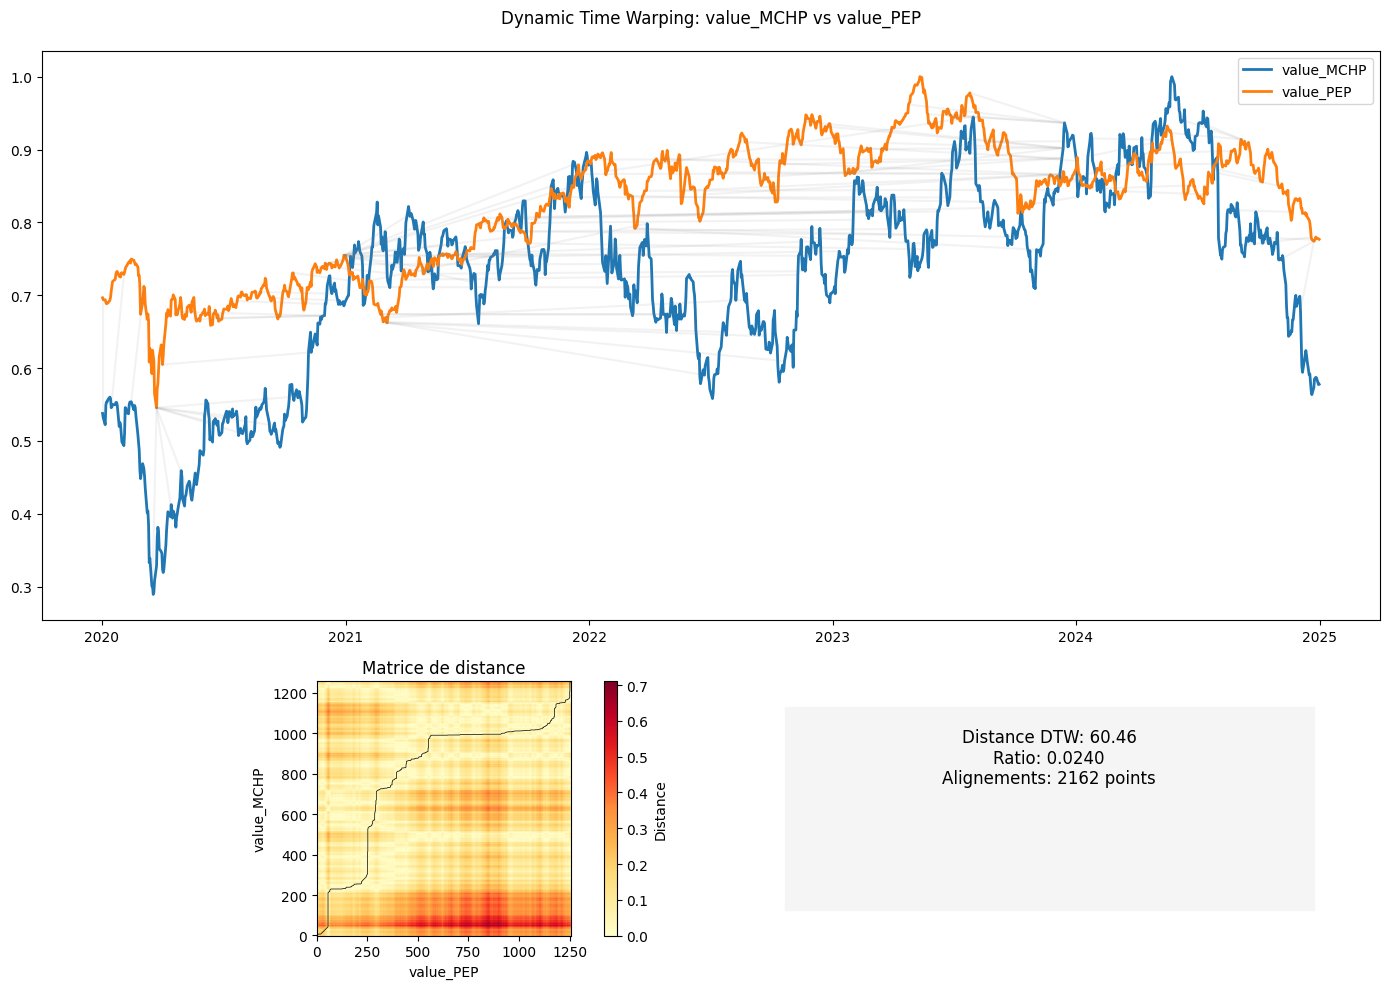 Dynamic Time Warping: value_MCHP vs value_PEP
value_MCHP
value_PEP
1.0
0.9
0.8
0.7
0.6
0.5
0.4
0.3
2020 2021 2022 2023 2024 2025
Matrice de distance
value_MCHP
1200
1000
800
600
400
200
0
0 250 500 750 1000 1250
value_PEP
0.7
0.6
0.5
0.4
0.3
0.2
0.1
0.0
Distance
Distance DTW: 60.46
Ratio: 0.0240
Alignements: 2162 points